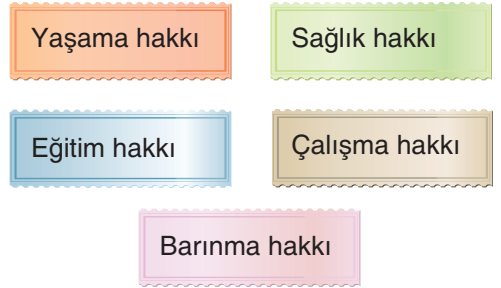 Yaşama hakkı
Sağlık hakkı
Eğitim hakkı
Çalışma hakkı
Barınma hakkı